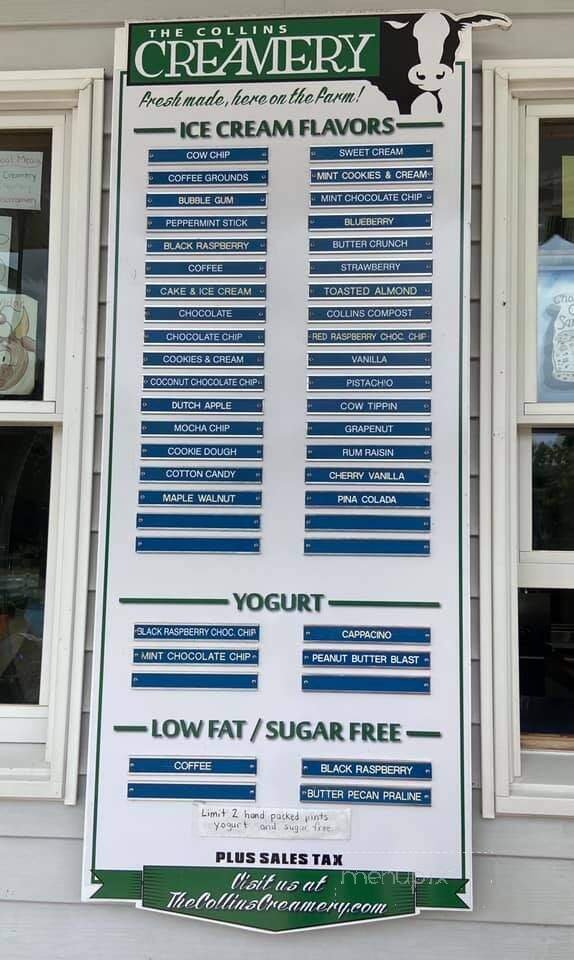 THE COLLINS
CREAMERY
Fresh made, here on the farm!
ICE CREAM FLAVORS
COW CHIP
COFFEE GROUNDS
BUBBLE GUM
PEPPERMINT STICK
BLACK RASPBERRY
COFFEE
CAKE & ICE CREAM
CHOCOLATE
CHOCOLATE CHIP
COOKIES & CREAM
COCONUT CHOCOLATE CHIP
DUTCH APPLE
MOCHA CHIP
COOKIE DOUGH
COTTON CANDY
MAPLE WALNUT
SWEET CREAM
MINT COOKIES & CREAM
MINT CHOCOLATE CHIP
BLUEBERRY
BUTTER CRUNCH
STRAWBERRY
TOASTED ALMOND
COLLINS COMPOST
RED RASPBERRY CHOC. CHIP
VANILLA
PISTACHIO
COW TIPPIN
GRAPENUT
RUM RAISIN
CHERRY VANILLA
PINA COLADA
YOGURT
BLACK RASPBERRY CHOC. CHIP
MINT CHOCOLATE CHIP
CAPPACINO
PEANUT BUTTER BLAST
LOW FAT / SUGAR FREE
COFFEE
BLACK RASPBERRY
BUTTER PECAN PRALINE
Limit 2 hand packed pints
yogurt and sugar free
PLUS SALES TAX
Visit us at
TheCollinsCreamery.com
menupix